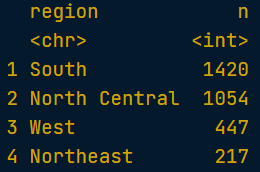 region n
<chr> <int>
1 South 1420
2 North Central 1054
3 West 447
4 Northeast 217